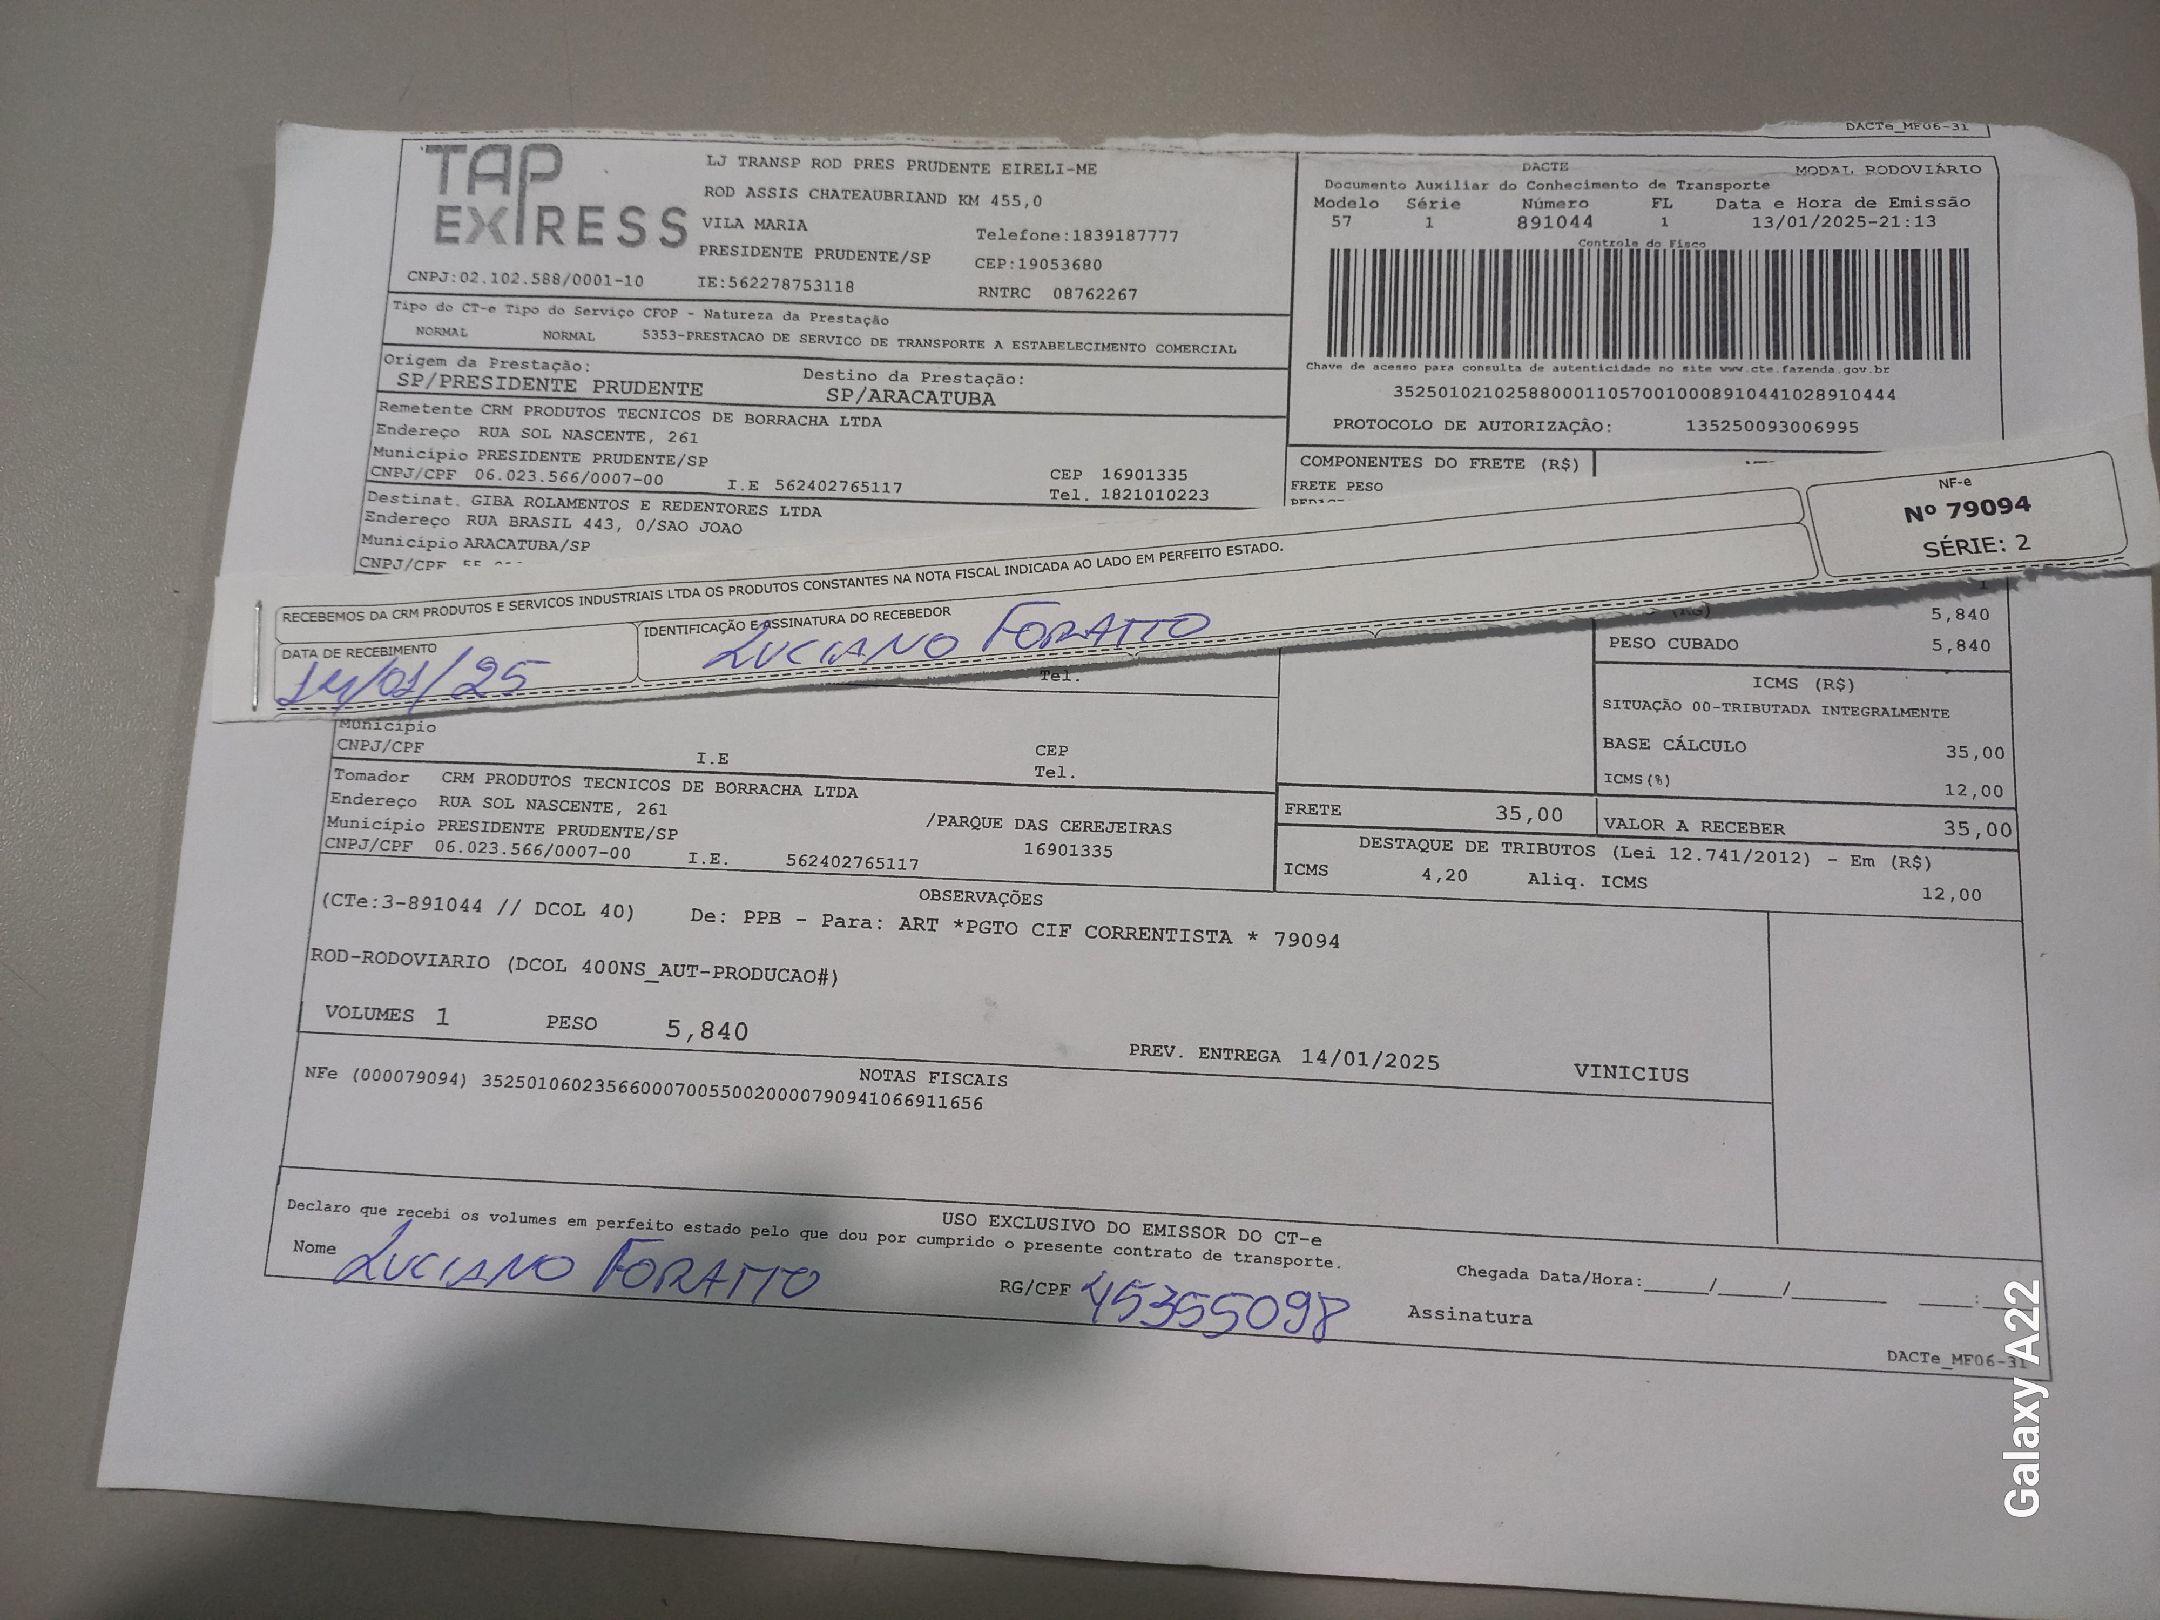 DACTe_MF06-31
TAP EXPRESS
LJ TRANSP ROD PRES PRUDENTE EIRELI-ME
ROD ASSIS CHATEAUBRIAND KM 455,0
VILA MARIA
Telefone:1839187777
PRESIDENTE PRUDENTE/SP
CEP:19053680
CNPJ:02.102.588/0001-10 IE:562278753118
RNTRC 08762267
DACTE MODAL RODOVIÁRIO
Documento Auxiliar do Conhecimento de Transporte
Modelo Série Número FL Data e Hora de Emissão
57 1 891044 1 13/01/2025-21:13
Controle do Fisco
Chave de acesso para consulta de autenticidade no site www.cte.fazenda.gov.br
35250102102588000110570010008910441028910444
PROTOCOLO DE AUTORIZAÇÃO: 135250093006995
Tipo do CT-e Tipo do Serviço CFOP - Natureza da Prestação
NORMAL NORMAL 5353-PRESTACAO DE SERVICO DE TRANSPORTE A ESTABELECIMENTO COMERCIAL
Origem da Prestação: Destino da Prestação:
SP/PRESIDENTE PRUDENTE SP/ARACATUBA
Remetente CRM PRODUTOS TECNICOS DE BORRACHA LTDA
Endereço RUA SOL NASCENTE, 261
Município PRESIDENTE PRUDENTE/SP CEP 16901335
CNPJ/CPF 06.023.566/0007-00 I.E 562402765117 Tel. 1821010223
Destinat. GIBA ROLAMENTOS E REDENTORES LTDA
Endereço RUA BRASIL 443, 0/SAO JOAO
Município ARACATUBA/SP
CNPJ/CPF
COMPONENTES DO FRETE (R$)
FRETE PESO
RECEBEMOS DA CRM PRODUTOS E SERVICOS INDUSTRIAIS LTDA OS PRODUTOS CONSTANTES NA NOTA FISCAL INDICADA AO LADO EM PERFEITO ESTADO.
DATA DE RECEBIMENTO IDENTIFICAÇÃO E ASSINATURA DO RECEBEDOR
14/01/25 LUCIANO FORATTO
NF-e
Nº 79094
SÉRIE: 2
5,840
PESO CUBADO 5,840
ICMS (R$)
SITUAÇÃO 00-TRIBUTADA INTEGRALMENTE
BASE CÁLCULO 35,00
ICMS(%) 12,00
Tel.
Município
CNPJ/CPF I.E CEP
Tel.
Tomador CRM PRODUTOS TECNICOS DE BORRACHA LTDA
Endereço RUA SOL NASCENTE, 261 /PARQUE DAS CEREJEIRAS
Município PRESIDENTE PRUDENTE/SP 16901335
CNPJ/CPF 06.023.566/0007-00 I.E. 562402765117
FRETE 35,00 VALOR A RECEBER 35,00
DESTAQUE DE TRIBUTOS (Lei 12.741/2012) - Em (R$)
ICMS 4,20 Aliq. ICMS 12,00
OBSERVAÇÕES
(CTe:3-891044 // DCOL 40) De: PPB - Para: ART *PGTO CIF CORRENTISTA * 79094
ROD-RODOVIARIO (DCOL 400NS_AUT-PRODUCAO#)
VOLUMES 1 PESO 5,840 PREV. ENTREGA 14/01/2025 VINICIUS
NOTAS FISCAIS
NFe (000079094) 35250106023566000700550020000790941066911656
USO EXCLUSIVO DO EMISSOR DO CT-e
Declaro que recebi os volumes em perfeito estado pelo que dou por cumprido o presente contrato de transporte.
Nome LUCIANO FORATTO RG/CPF 45355098 Chegada Data/Hora:_____/_____/_______ ____:
Assinatura
DACTe_MF06-31
Galaxy A22